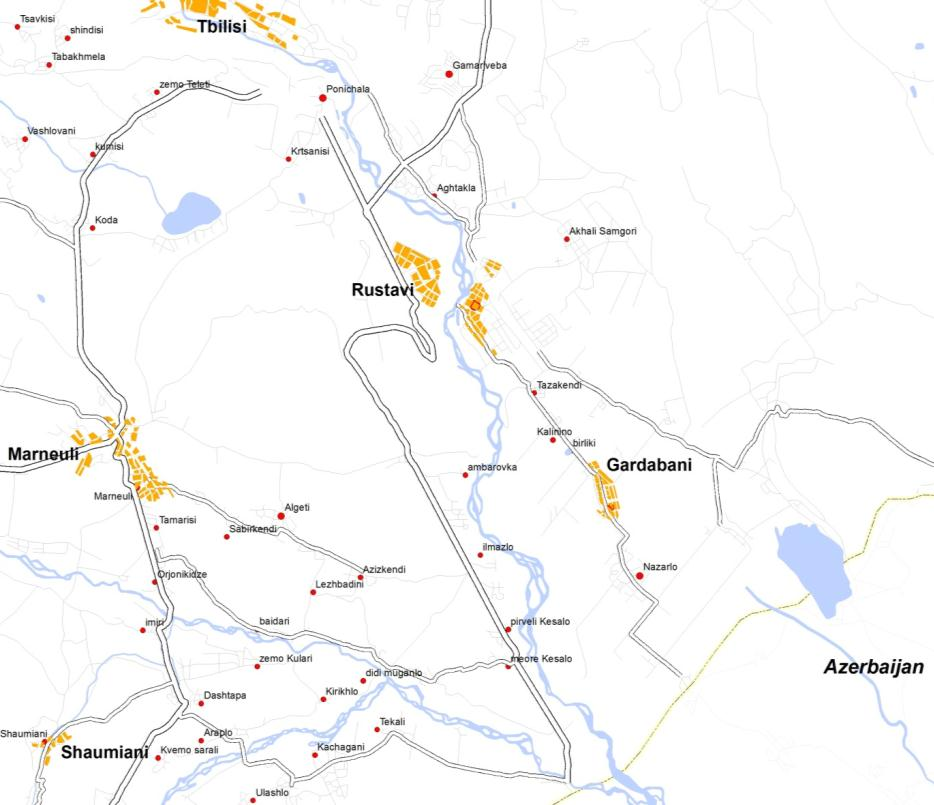 Tsavkisi
shindisi
Tbilisi
Tabakhmela
Gamarjveba
zemo Teleti
Ponichala
Vashlovani
kumisi
Krtsanisi
Aghtakla
Koda
Akhali Samgori
Rustavi
Tazakendi
Kalinino
birliki
Marneuli
Gardabani
ambarovka
Marneuli
Algeti
Tamarisi
Sabirkendi
ilmazlo
Azizkendi
Nazarlo
Orjonikidze
Lezhbadini
imiri
baidari
pirveli Kesalo
zemo Kulari
meore Kesalo
Azerbaijan
didi muganlo
Dashtapa
Kirikhlo
Shaumiani
Araplo
Tekali
Shaumiani
Kvemo sarali
Kachagani
Ulashlo